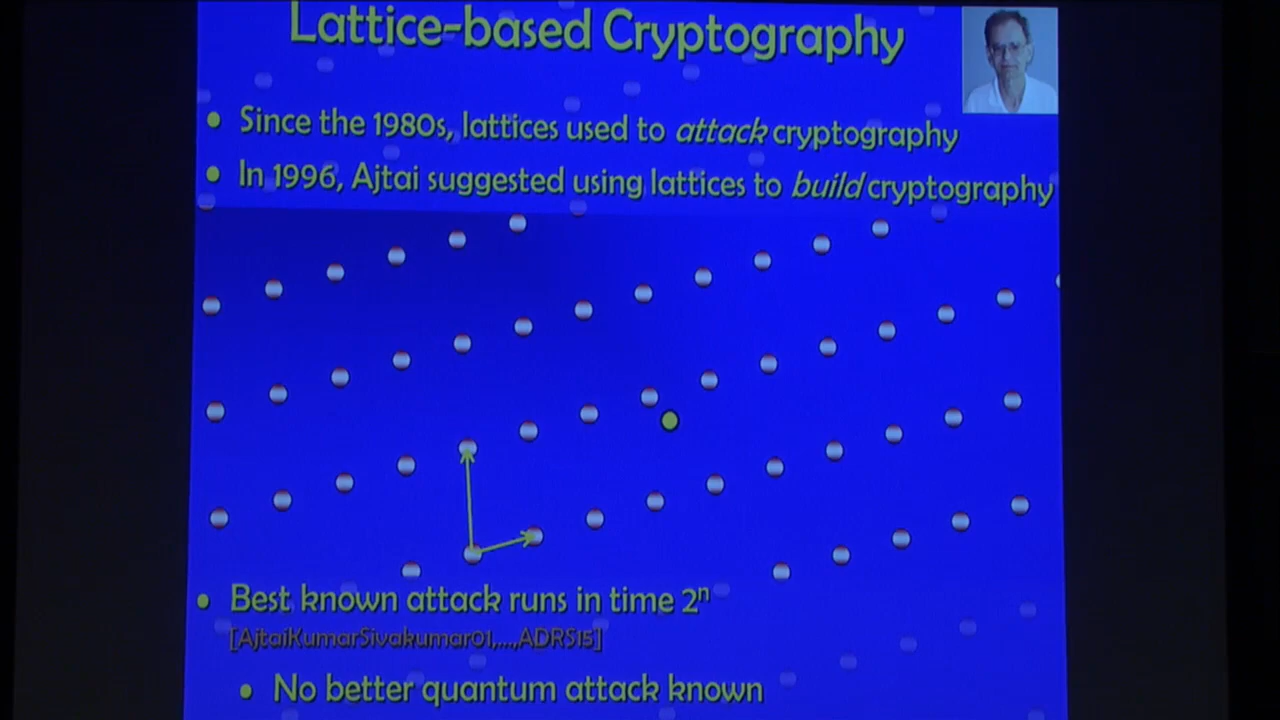 Lattice-based Cryptography
• Since the 1980s, lattices used to attack cryptography
• In 1996, Ajtai suggested using lattices to build cryptography
• Best known attack runs in time 2ⁿ
[AjtaiKumarSivakumar01,...,ADRS15]
• No better quantum attack known